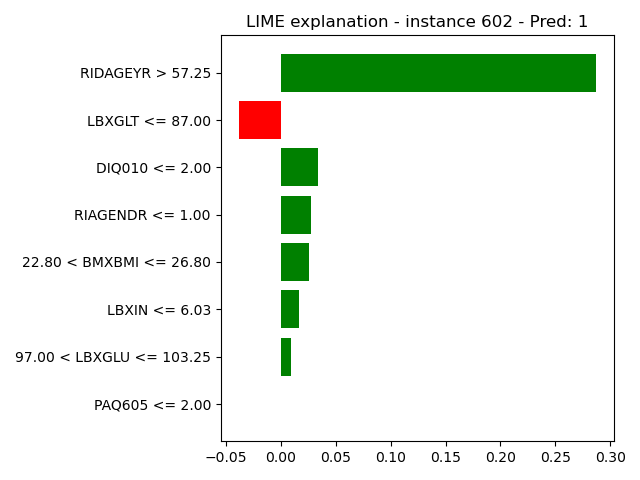 LIME explanation - instance 602 - Pred: 1
RIDAGEYR > 57.25
LBXGLT <= 87.00
DIQ010 <= 2.00
RIAGENDR <= 1.00
22.80 < BMXBMI <= 26.80
LBXIN <= 6.03
97.00 < LBXGLU <= 103.25
PAQ605 <= 2.00
−0.05 0.00 0.05 0.10 0.15 0.20 0.25 0.30